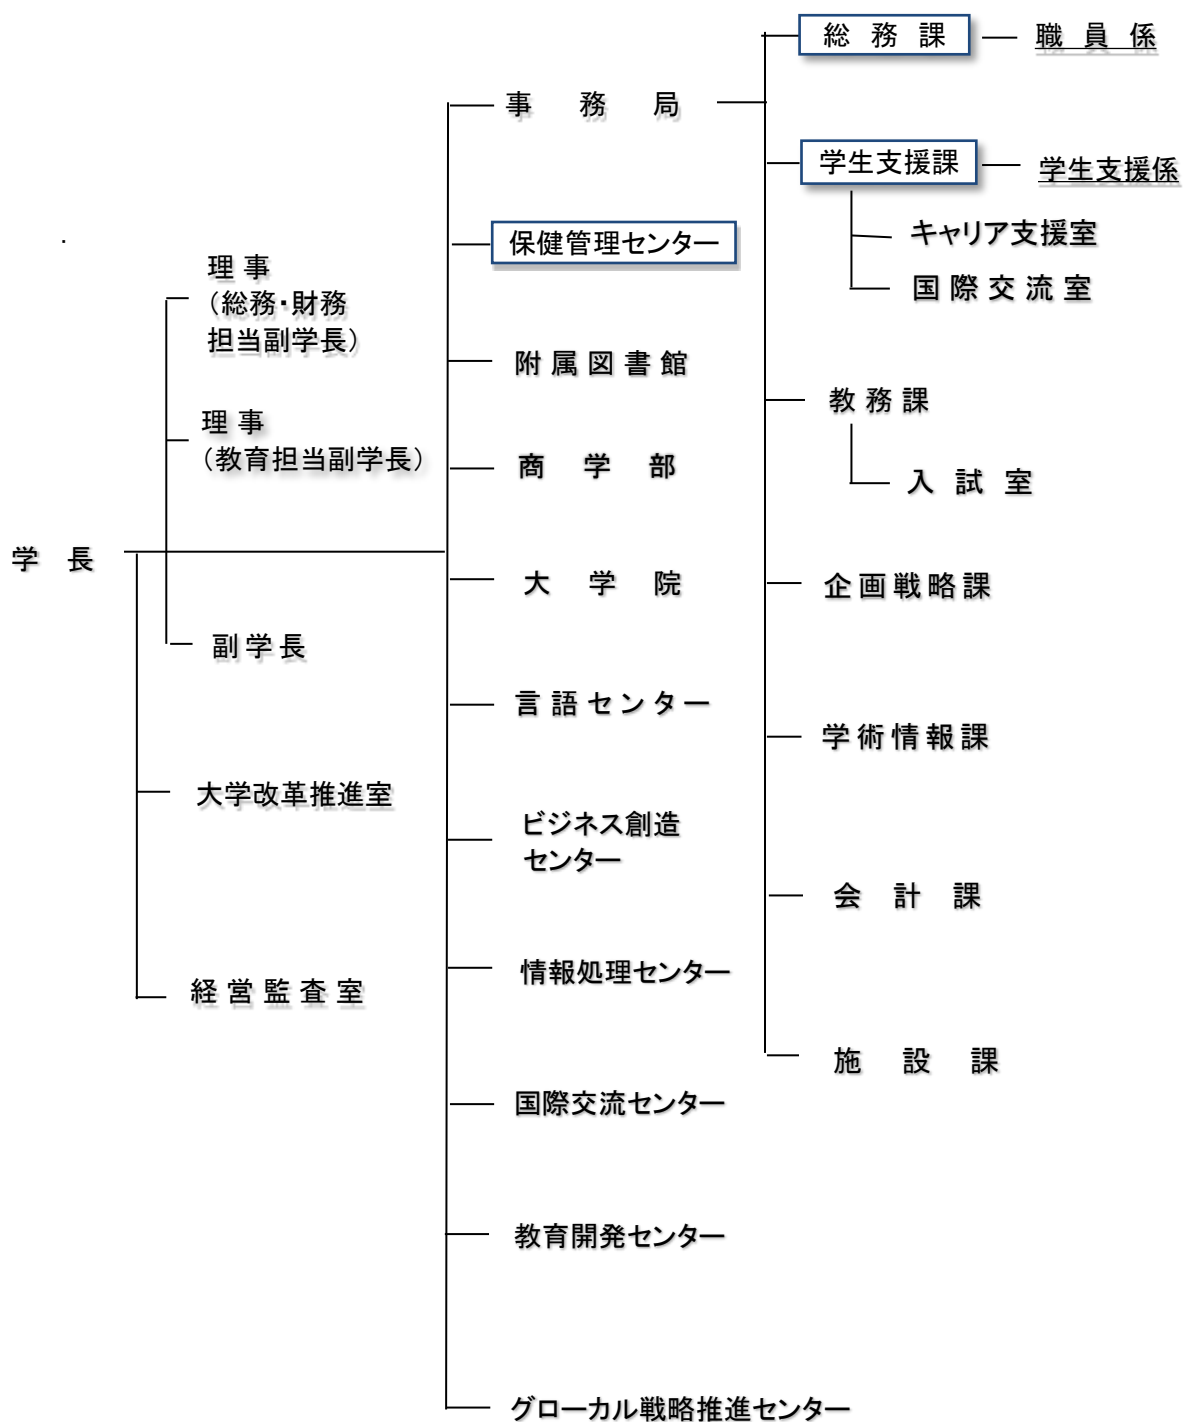 学 長
理 事
（総務・財務
担当副学長）
理 事
（教育担当副学長）
副 学 長
大学改革推進室
経 営 監 査 室
事 務 局
保健管理センター
附 属 図 書 館
商 学 部
大 学 院
言 語 セ ン タ ー
ビジネス創造
センター
情報処理センター
国際交流センター
教育開発センター
グローカル戦略推進センター
総 務 課
職 員 係
学生支援課
学生支援係
キャリア支援室
国 際 交 流 室
教 務 課
入 試 室
企 画 戦 略 課
学 術 情 報 課
会 計 課
施 設 課